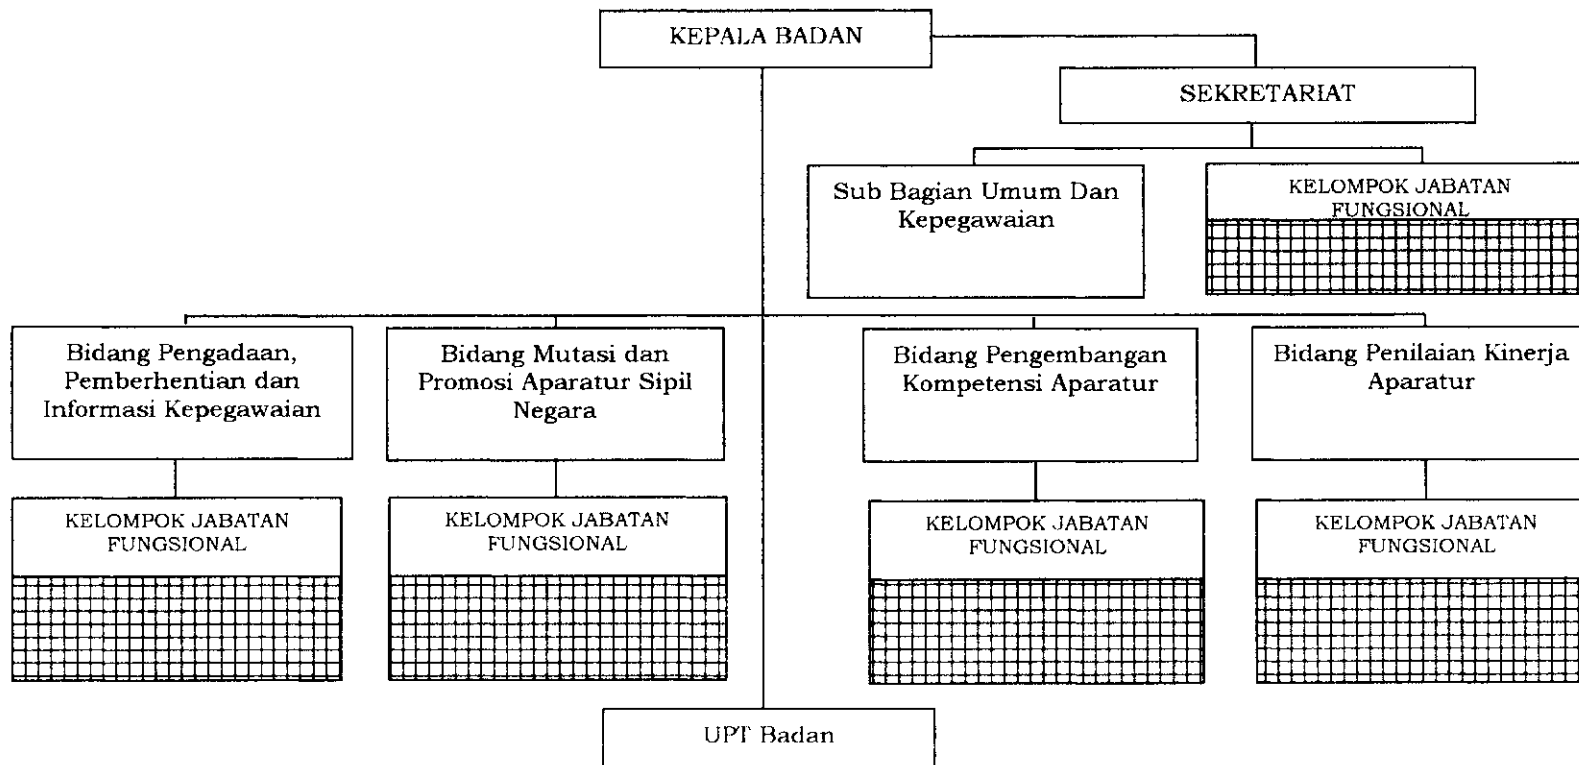 KEPALA BADAN
SEKRETARIAT
Sub Bagian Umum Dan
Kepegawaian
KELOMPOK JABATAN
FUNGSIONAL
Bidang Pengadaan,
Pemberhentian dan
Informasi Kepegawaian
Bidang Mutasi dan
Promosi Aparatur Sipil
Negara
Bidang Pengembangan
Kompetensi Aparatur
Bidang Penilaian Kinerja
Aparatur
KELOMPOK JABATAN
FUNGSIONAL
KELOMPOK JABATAN
FUNGSIONAL
KELOMPOK JABATAN
FUNGSIONAL
KELOMPOK JABATAN
FUNGSIONAL
UPT Badan